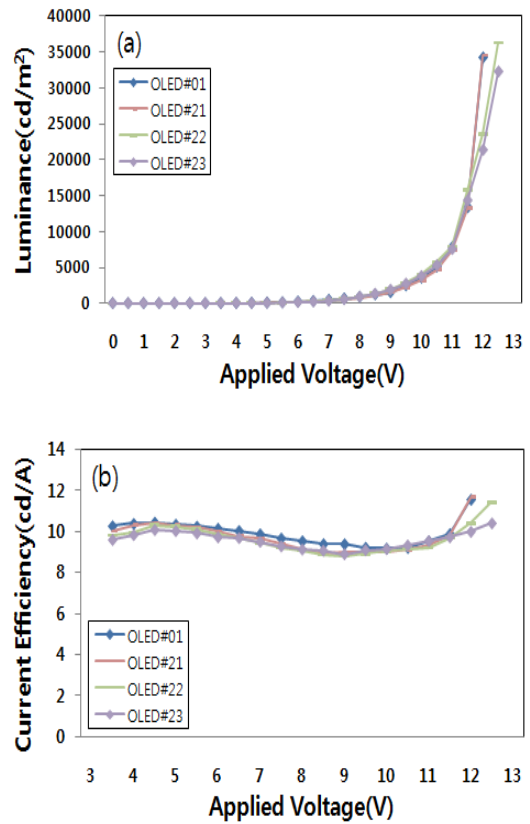 (a)
Luminance(cd/m²)
40000
35000
30000
25000
20000
15000
10000
5000
0
OLED#01
OLED#21
OLED#22
OLED#23
0 1 2 3 4 5 6 7 8 9 10 11 12 13
Applied Voltage(V)
(b)
Current Efficiency(cd/A)
14
12
10
8
6
4
2
0
OLED#01
OLED#21
OLED#22
OLED#23
3 4 5 6 7 8 9 10 11 12 13
Applied Voltage(V)